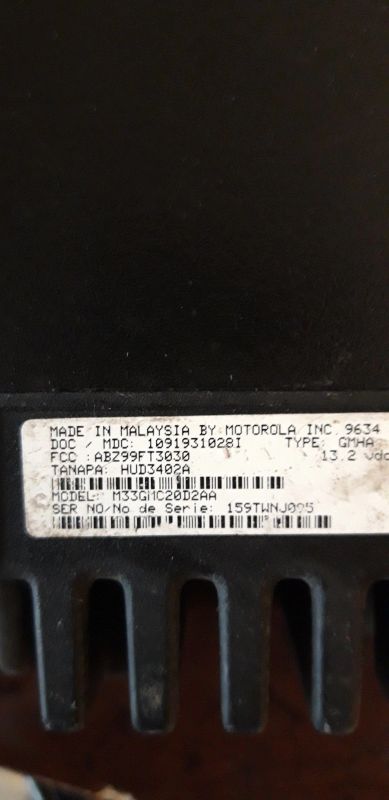 MADE IN MALAYSIA BY MOTOROLA INC 9634
DOC / MDC: 1091931028I TYPE: GMHA
FCC : ABZ99FT3030 13.2 vdc
TANAPA: HUD3402A
MODEL: M33GMC20D2AA
SER NO/No de Serie: 159TWNJ095